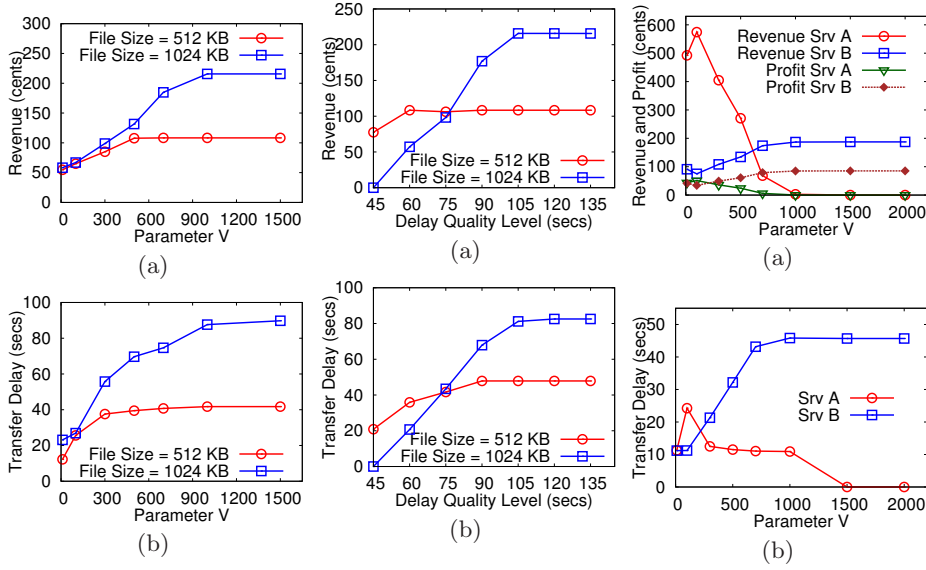 Revenue (cents)
300
250
200
150
100
50
0
File Size = 512 KB
File Size = 1024 KB
0 300 600 900 1200 1500
Parameter V
(a)
Revenue (cents)
250
200
150
100
50
0
File Size = 512 KB
File Size = 1024 KB
45 60 75 90 105 120 135
Delay Quality Level (secs)
(a)
Revenue and Profit (cents)
600
500
400
300
200
100
0
Revenue Srv A
Revenue Srv B
Profit Srv A
Profit Srv B
0 500 1000 1500 2000
Parameter V
(a)
Transfer Delay (secs)
100
80
60
40
20
0
File Size = 512 KB
File Size = 1024 KB
0 300 600 900 1200 1500
Parameter V
(b)
Transfer Delay (secs)
100
80
60
40
20
0
File Size = 512 KB
File Size = 1024 KB
45 60 75 90 105 120 135
Delay Quality Level (secs)
(b)
Transfer Delay (secs)
50
40
30
20
10
0
Srv A
Srv B
0 500 1000 1500 2000
Parameter V
(b)